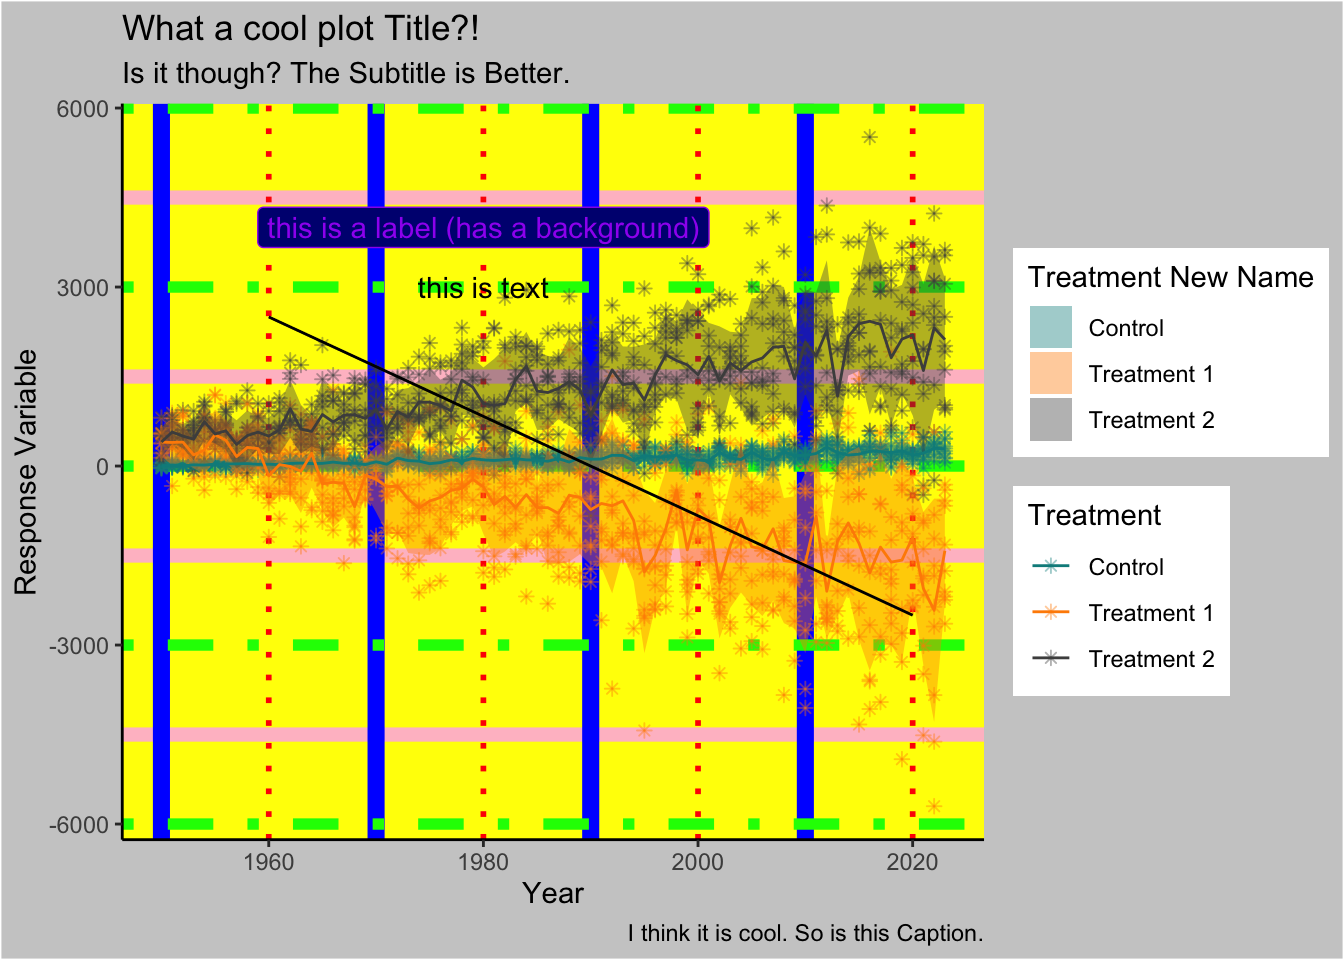 What a cool plot Title?!
Is it though? The Subtitle is Better.
6000
3000
0
-3000
-6000
Response Variable
this is a label (has a background)
this is text
1960
1980
2000
2020
Year
I think it is cool. So is this Caption.
Treatment New Name
Control
Treatment 1
Treatment 2
Treatment
Control
Treatment 1
Treatment 2